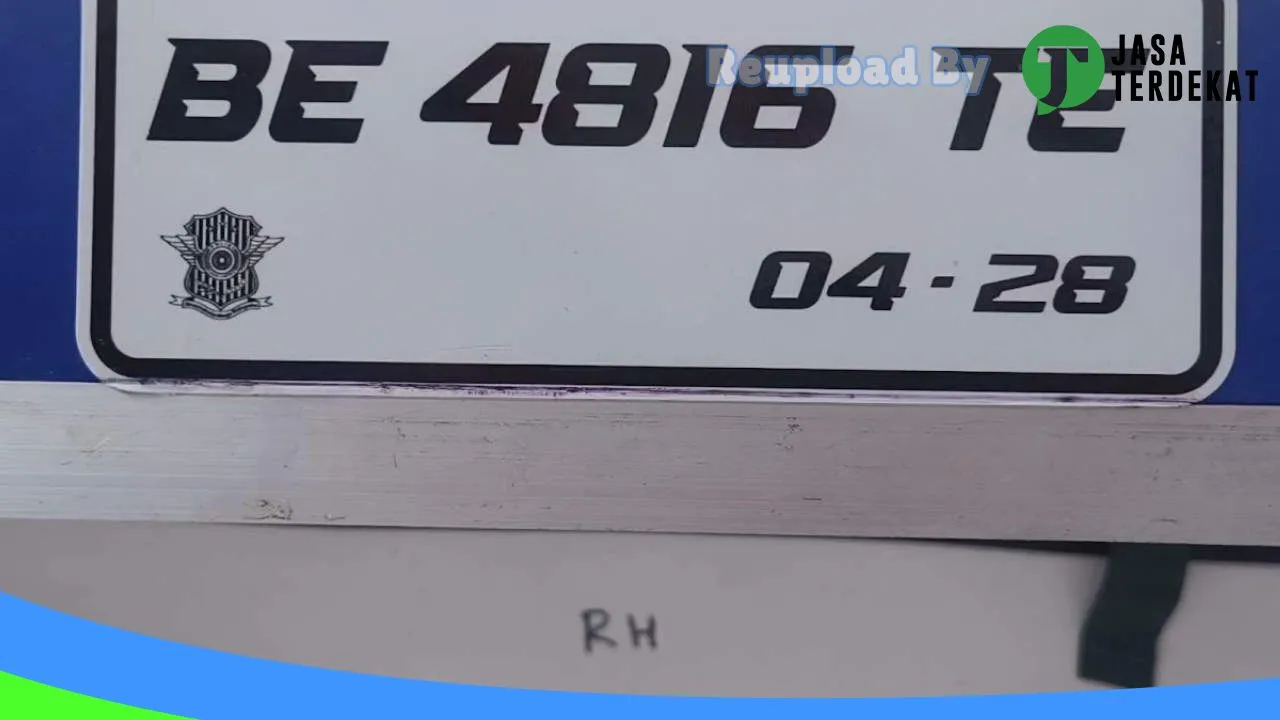 BE 4816 TE
Reupload By
JASA
TERDEKAT
04 - 28
RH